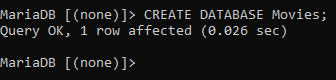 MariaDB [(none)]> CREATE DATABASE Movies;
Query OK, 1 row affected (0.026 sec)
MariaDB [(none)]>